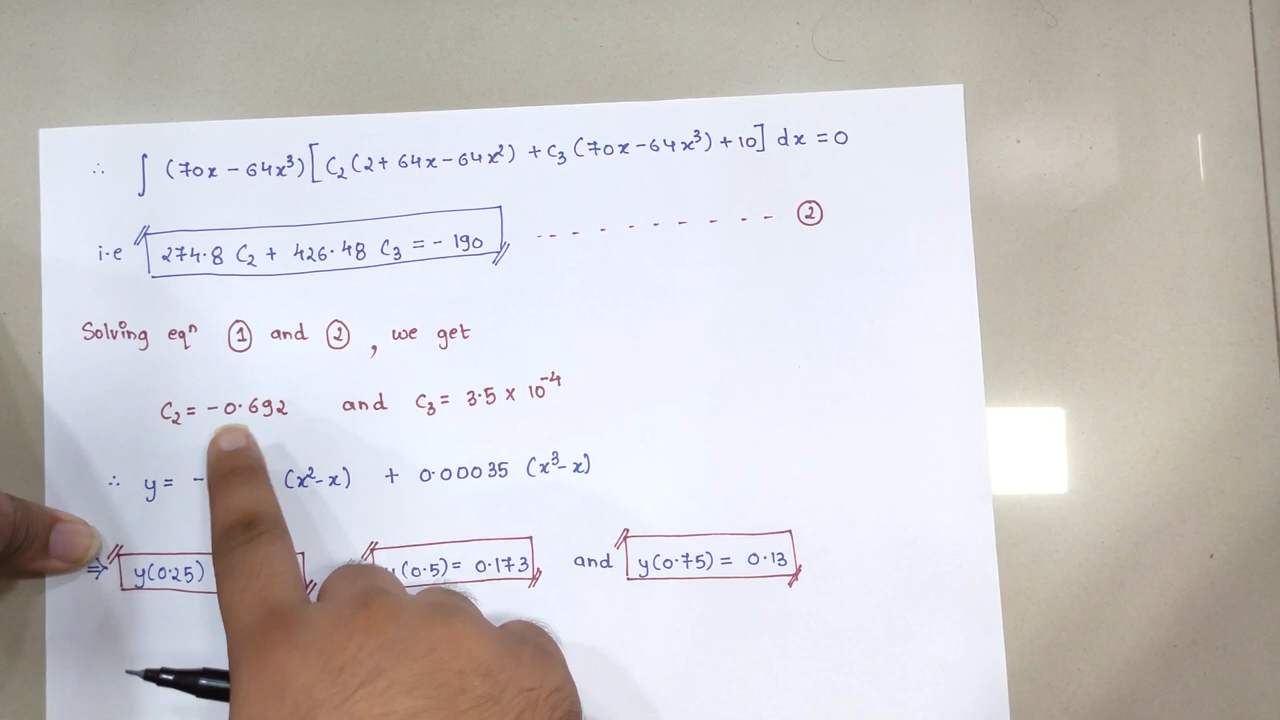 ∴ ∫ (70x - 64x³) [C₂ (2 + 64x - 64x²) + C₃ (70x - 64x³) + 10] dx = 0
i.e 274.8 C₂ + 426.48 C₃ = - 190 - - - - - - - - - ②
Solving eqⁿ ① and ②, we get
C₂ = -0.692 and C₃ = 3.5 × 10⁻⁴
∴ y = - (x² - x) + 0.00035 (x³ - x)
⇒ y(0.25) (0.5) = 0.173 and y(0.75) = 0.13